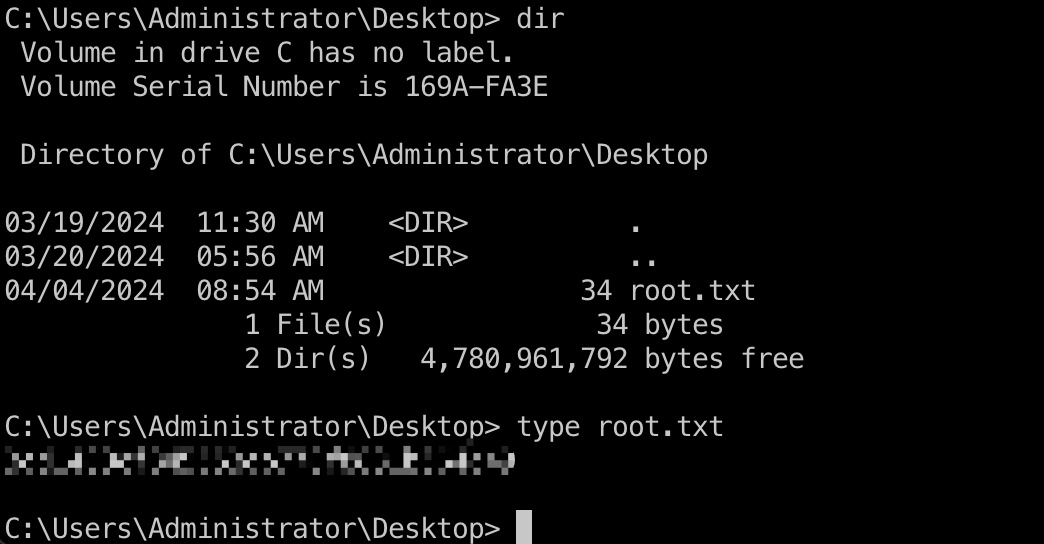 C:\Users\Administrator\Desktop> dir
 Volume in drive C has no label.
 Volume Serial Number is 169A-FA3E
 Directory of C:\Users\Administrator\Desktop
03/19/2024  11:30 AM    <DIR>          .
03/20/2024  05:56 AM    <DIR>          ..
04/04/2024  08:54 AM                34 root.txt
               1 File(s)             34 bytes
               2 Dir(s)   4,780,961,792 bytes free
C:\Users\Administrator\Desktop> type root.txt
C:\Users\Administrator\Desktop>